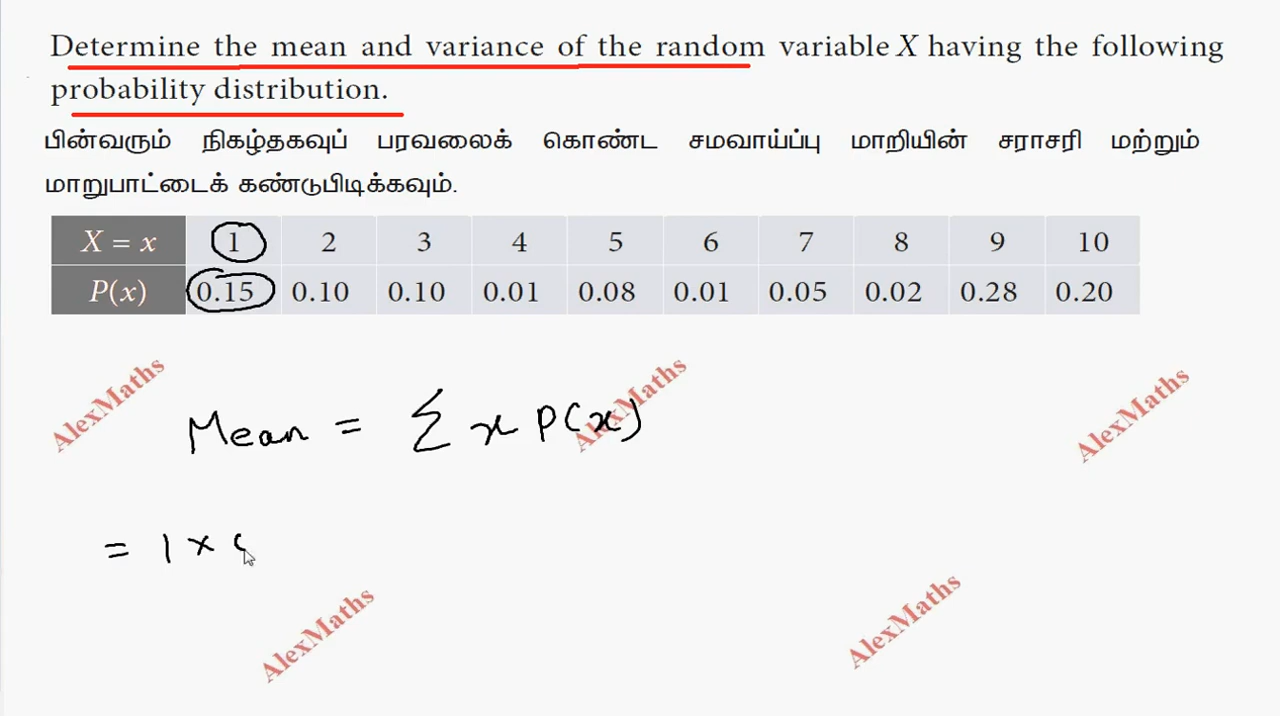 Determine the mean and variance of the random variable X having the following
probability distribution.
பின்வரும் நிகழ்தகவுப் பரவலைக் கொண்ட சமவாய்ப்பு மாறியின் சராசரி மற்றும்
மாறுபாட்டைக் கண்டுபிடிக்கவும்.
X = x 1 2 3 4 5 6 7 8 9 10
P(x) 0.15 0.10 0.10 0.01 0.08 0.01 0.05 0.02 0.28 0.20
AlexMaths AlexMaths AlexMaths
Mean = Σ x P(x)
= 1 ×
AlexMaths AlexMaths